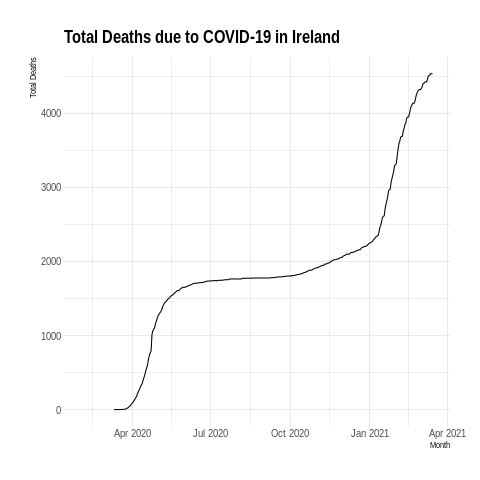 Total Deaths due to COVID-19 in Ireland
Total Deaths
4000
3000
2000
1000
0
Apr 2020 Jul 2020 Oct 2020 Jan 2021 Apr 2021
Month